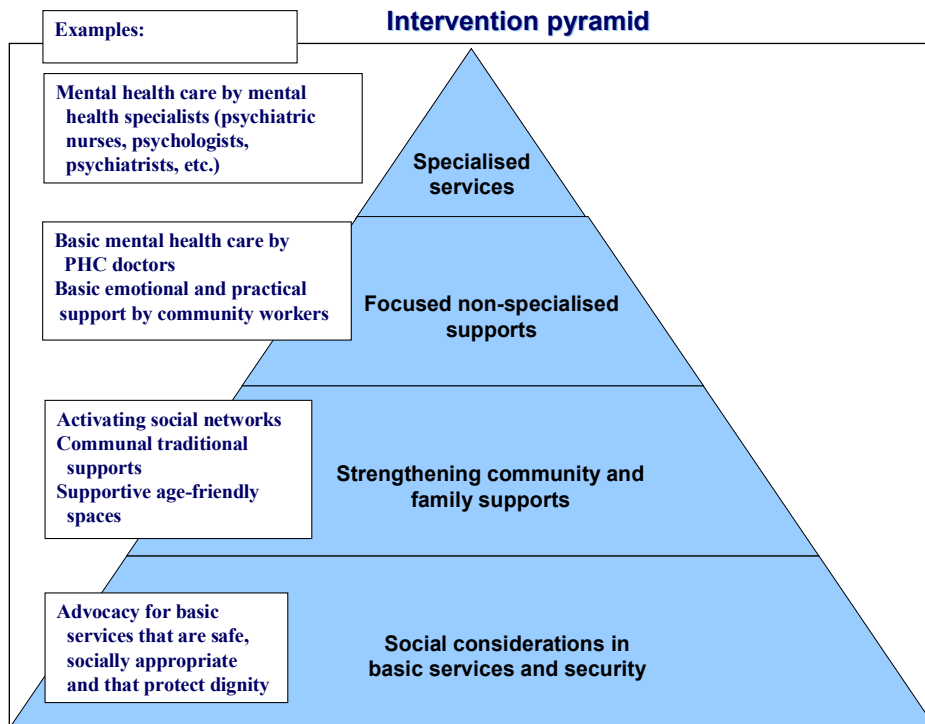 Intervention pyramid
Examples:
Mental health care by mental
health specialists (psychiatric
nurses, psychologists,
psychiatrists, etc.)
Specialised
services
Basic mental health care by
PHC doctors
Basic emotional and practical
support by community workers
Focused non-specialised
supports
Activating social networks
Communal traditional
supports
Supportive age-friendly
spaces
Strengthening community and
family supports
Advocacy for basic
services that are safe,
socially appropriate
and that protect dignity
Social considerations in
basic services and security